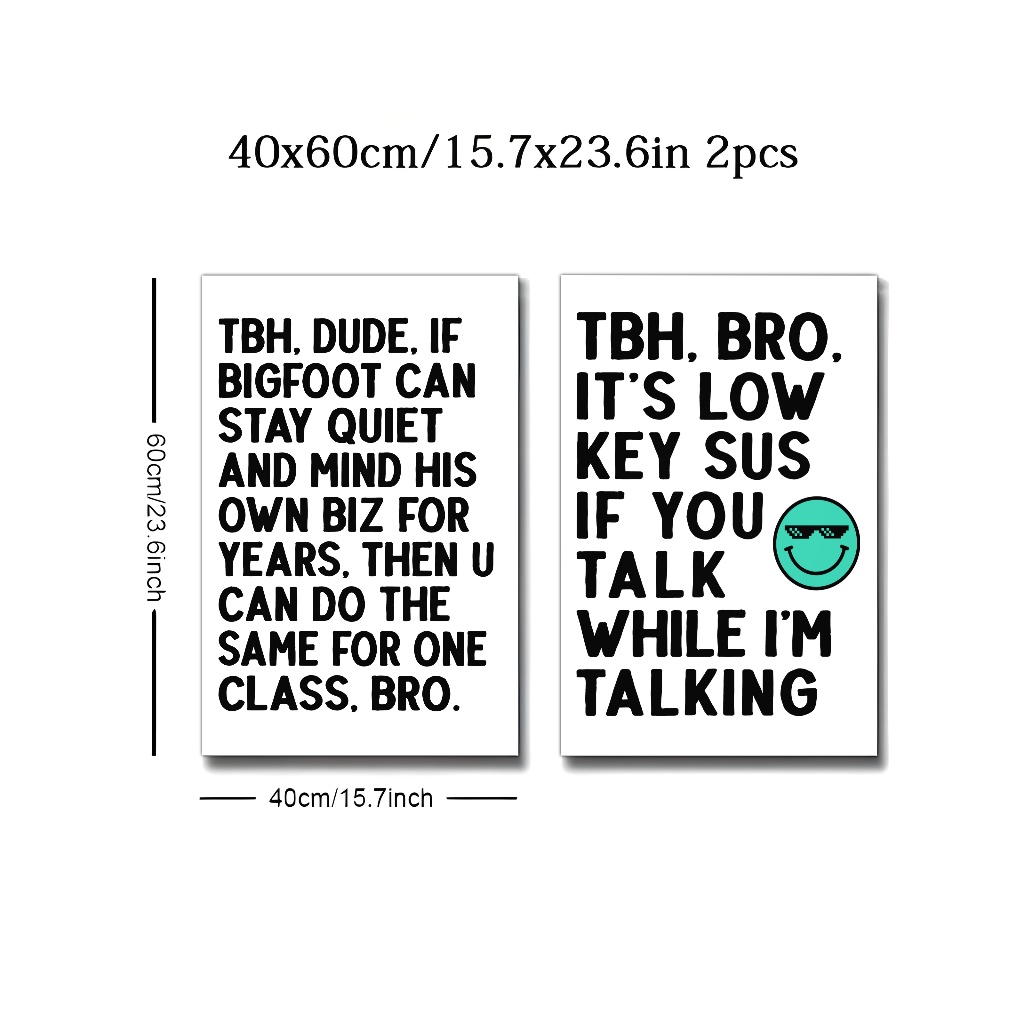 40x60cm/15.7x23.6in 2pcs
60cm/23.6inch
TBH, DUDE, IF
BIGFOOT CAN
STAY QUIET
AND MIND HIS
OWN BIZ FOR
YEARS, THEN U
CAN DO THE
SAME FOR ONE
CLASS, BRO.
TBH, BRO,
IT'S LOW
KEY SUS
IF YOU
TALK
WHILE I'M
TALKING
40cm/15.7inch